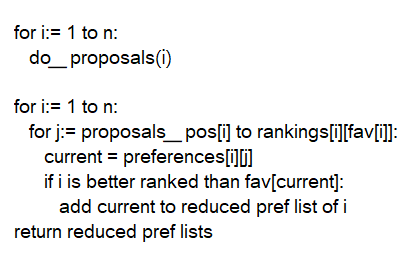 for i:= 1 to n:
do__proposals(i)
for i:= 1 to n:
for j:= proposals__pos[i] to rankings[i][fav[i]]:
current = preferences[i][j]
if i is better ranked than fav[current]:
add current to reduced pref list of i
return reduced pref lists